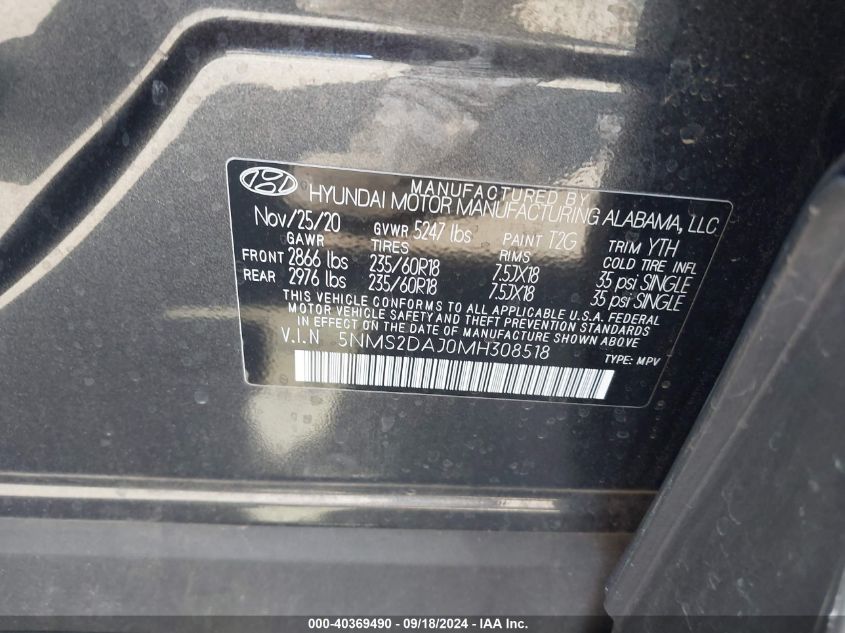 MANUFACTURED BY
HYUNDAI MOTOR MANUFACTURING ALABAMA, LLC
Nov/25/20 GVWR 5247 lbs PAINT T2G TRIM YTH
GAWR TIRES RIMS COLD TIRE INFL
FRONT 2866 lbs 235/60R18 7.5JX18 35 psi SINGLE
REAR 2976 lbs 235/60R18 7.5JX18 35 psi SINGLE
THIS VEHICLE CONFORMS TO ALL APPLICABLE U.S.A. FEDERAL
MOTOR VEHICLE SAFETY AND THEFT PREVENTION STANDARDS
IN EFFECT ON THE DATE OF MANUFACTURE SHOWN ABOVE
V.I.N 5NMS2DAJ0MH308518
TYPE: MPV
000-40369490 - 09/18/2024 - IAA Inc.